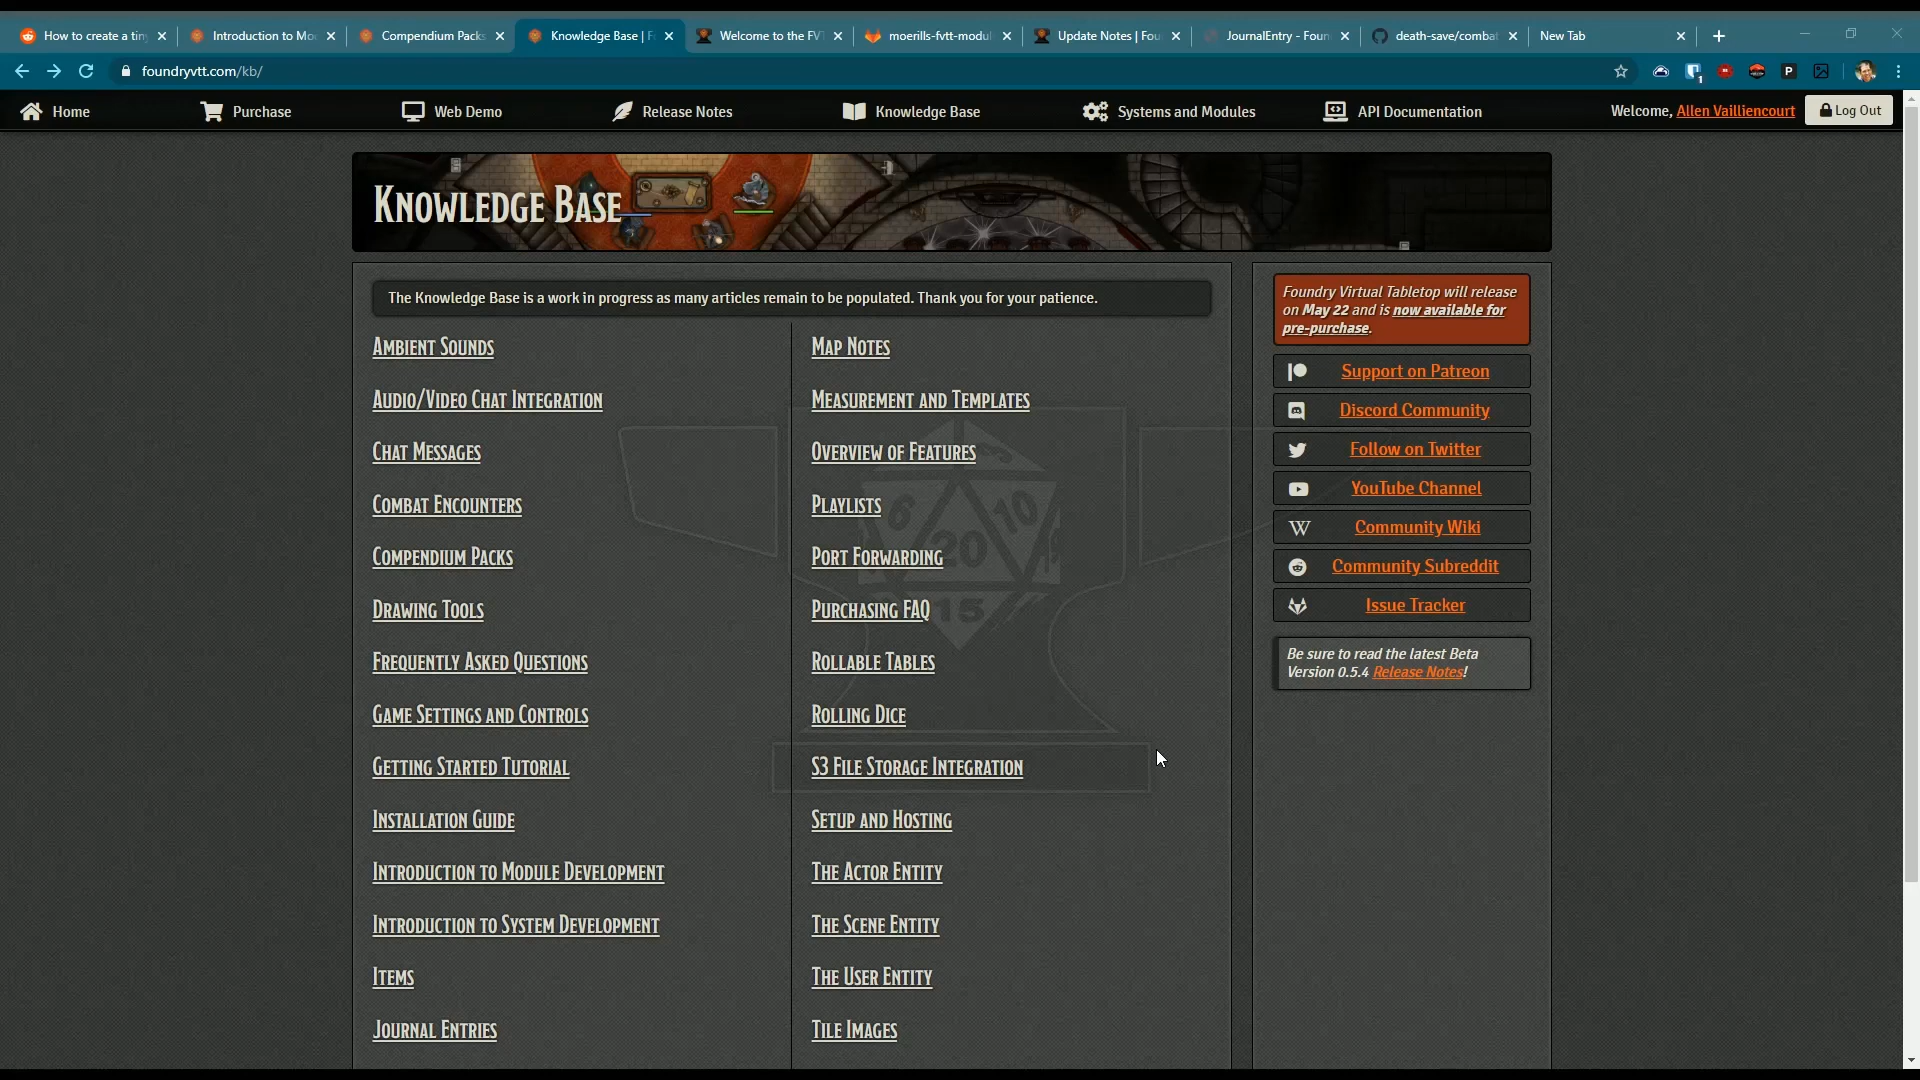 How to create a tin
Introduction to Mo
Compendium Packs
Knowledge Base | F
Welcome to the FVT
moerills-fvtt-modul
Update Notes | Fou
JournalEntry - Foun
death-save/combat
New Tab
foundryvtt.com/kb/
1
P
Home
Purchase
Web Demo
Release Notes
Knowledge Base
Systems and Modules
API Documentation
Welcome, Allen Vailliencourt
Log Out
Knowledge Base
The Knowledge Base is a work in progress as many articles remain to be populated. Thank you for your patience.
Ambient Sounds
Audio/Video Chat Integration
Chat Messages
Combat Encounters
Compendium Packs
Drawing Tools
Frequently Asked Questions
Game Settings and Controls
Getting Started Tutorial
Installation Guide
Introduction to Module Development
Introduction to System Development
Items
Journal Entries
Map Notes
Measurement and Templates
Overview of Features
Playlists
Port Forwarding
Purchasing FAQ
Rollable Tables
Rolling Dice
S3 File Storage Integration
Setup and Hosting
The Actor Entity
The Scene Entity
The User Entity
Tile Images
6
10
20
15
Foundry Virtual Tabletop will release
on May 22 and is now available for
pre-purchase.
Support on Patreon
Discord Community
Follow on Twitter
YouTube Channel
Community Wiki
Community Subreddit
Issue Tracker
Be sure to read the latest Beta
Version 0.5.4 Release Notes!